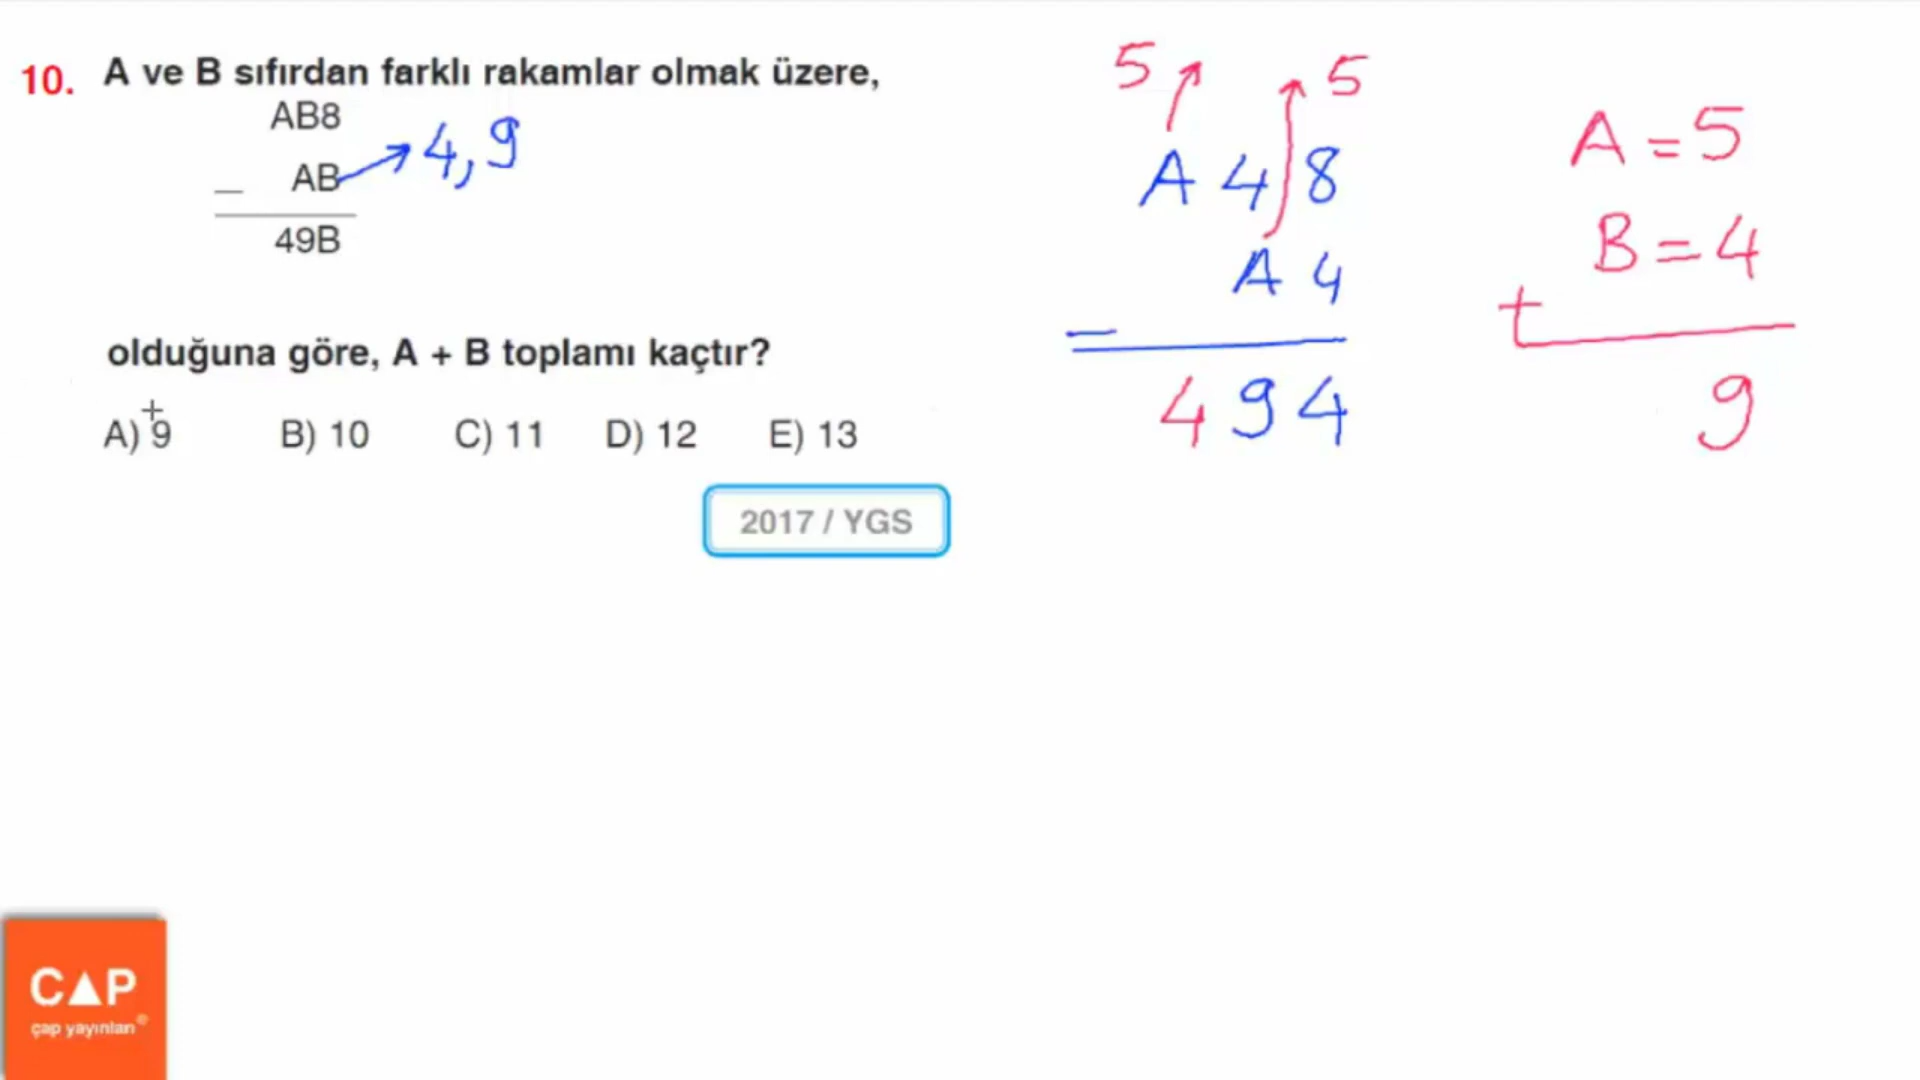 10. A ve B sıfırdan farklı rakamlar olmak üzere,
AB8
AB → 4, 9
—
49B
olduğuna göre, A + B toplamı kaçtır?
A) 9 B) 10 C) 11 D) 12 E) 13
2017 / YGS
5 5
A 4 8
A 4
—
4 9 4
A = 5
B = 4
+
9
CAP
çap yayınları©